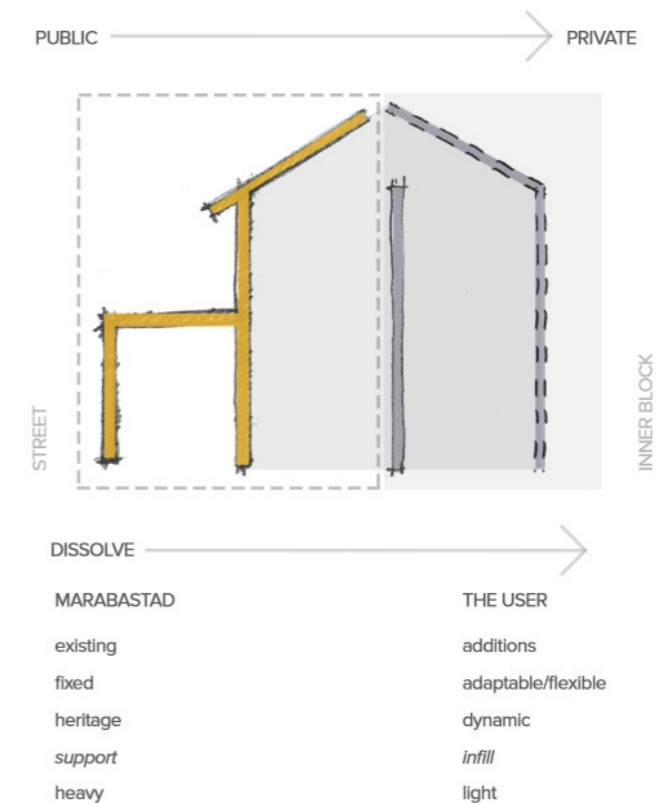 PUBLIC
PRIVATE
STREET
INNER BLOCK
DISSOLVE
MARABASTAD
THE USER
existing
additions
fixed
adaptable/flexible
heritage
dynamic
support
infill
heavy
light